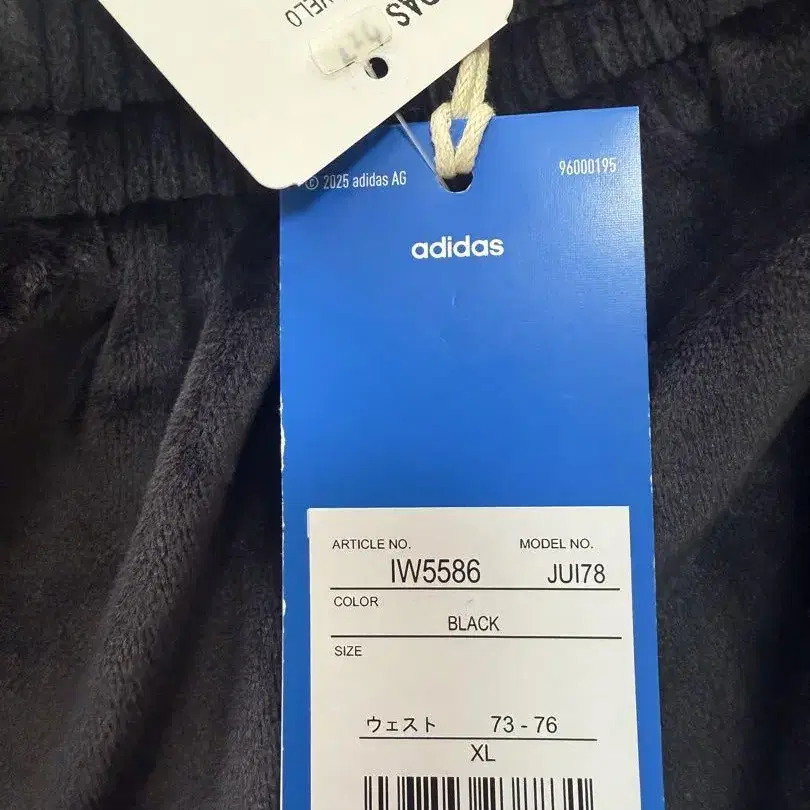 VELO
© 2025 adidas AG
96000195
adidas
ARTICLE NO. MODEL NO.
IW5586 JUI78
COLOR
BLACK
SIZE
ウェスト 73 - 76
XL